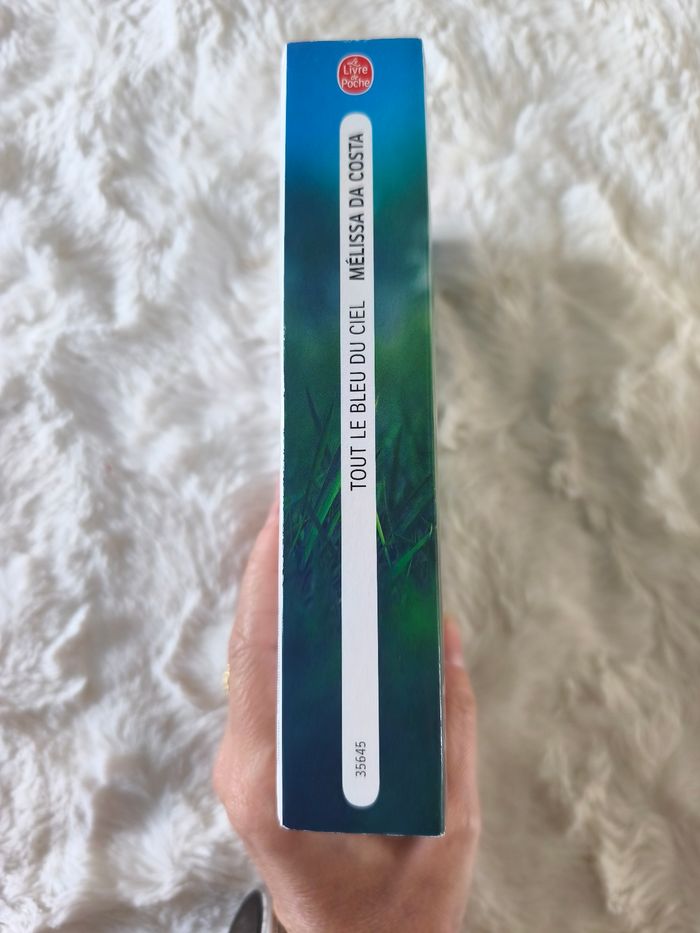 Le
Livre
de
Poche
TOUT LE BLEU DU CIEL MÉLISSA DA COSTA
35645